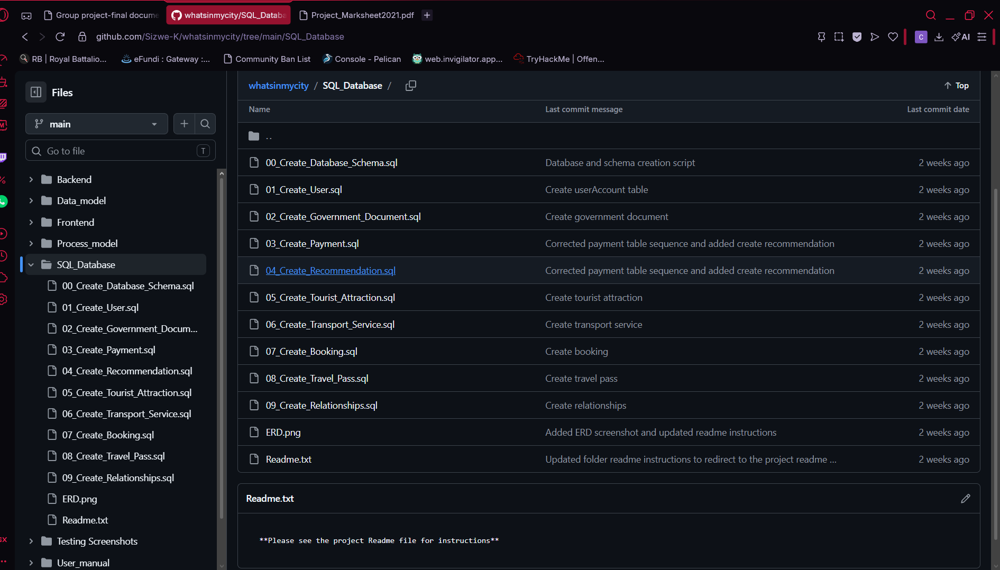 Group project-final docume
whatsinmycity/SQL_Databa
Project_Marksheet2021.pdf
github.com/Sizwe-K/whatsinmycity/tree/main/SQL_Database
C
AI
RB | Royal Battalio...
eFundi : Gateway :...
Community Ban List
Console - Pelican
web.invigilator.app...
TryHackMe | Offen...
Files
main
Go to file
T
Backend
Data_model
Frontend
Process_model
SQL_Database
00_Create_Database_Schema.sql
01_Create_User.sql
02_Create_Government_Docum...
03_Create_Payment.sql
04_Create_Recommendation.sql
05_Create_Tourist_Attraction.sql
06_Create_Transport_Service.sql
07_Create_Booking.sql
08_Create_Travel_Pass.sql
09_Create_Relationships.sql
ERD.png
Readme.txt
Testing Screenshots
User_manual
whatsinmycity / SQL_Database /
Top
Name Last commit message Last commit date
..
00_Create_Database_Schema.sql Database and schema creation script 2 weeks ago
01_Create_User.sql Create userAccount table 2 weeks ago
02_Create_Government_Document.sql Create government document 2 weeks ago
03_Create_Payment.sql Corrected payment table sequence and added create recommendation 2 weeks ago
04_Create_Recommendation.sql Corrected payment table sequence and added create recommendation 2 weeks ago
05_Create_Tourist_Attraction.sql Create tourist attraction 2 weeks ago
06_Create_Transport_Service.sql Create transport service 2 weeks ago
07_Create_Booking.sql Create booking 2 weeks ago
08_Create_Travel_Pass.sql Create travel pass 2 weeks ago
09_Create_Relationships.sql Create relationships 2 weeks ago
ERD.png Added ERD screenshot and updated readme instructions 2 weeks ago
Readme.txt Updated folder readme instructions to redirect to the project readme ... 2 weeks ago
Readme.txt
**Please see the project Readme file for instructions**